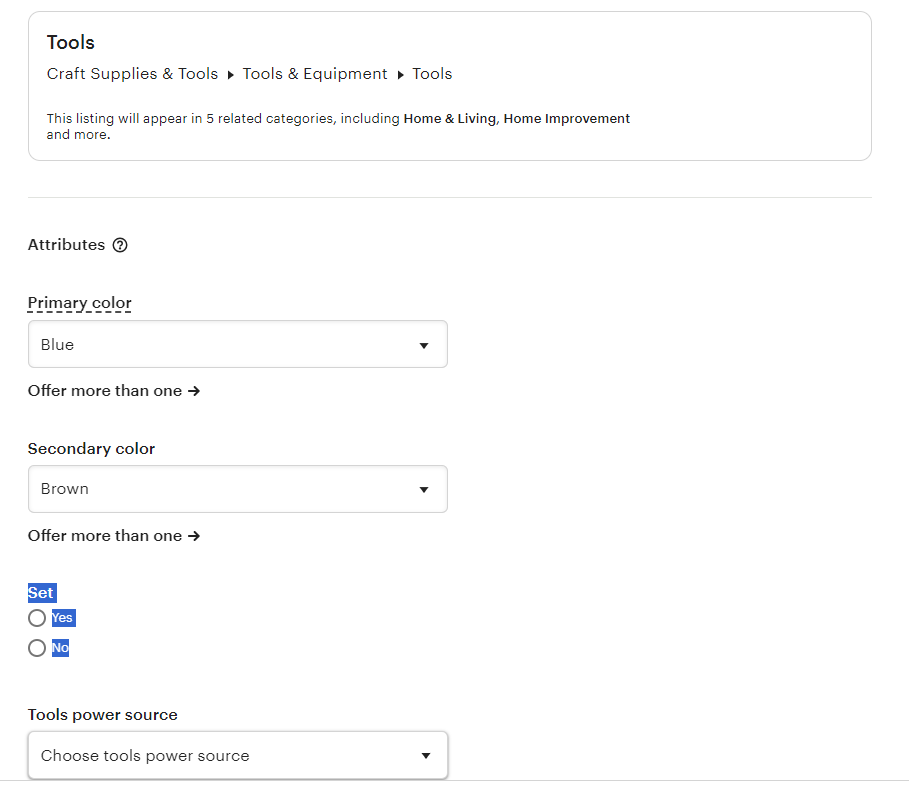 Tools
Craft Supplies & Tools ▸ Tools & Equipment ▸ Tools
This listing will appear in 5 related categories, including Home & Living, Home Improvement
and more.
Attributes ?
Primary color
Blue
Offer more than one →
Secondary color
Brown
Offer more than one →
Set
Yes
No
Tools power source
Choose tools power source